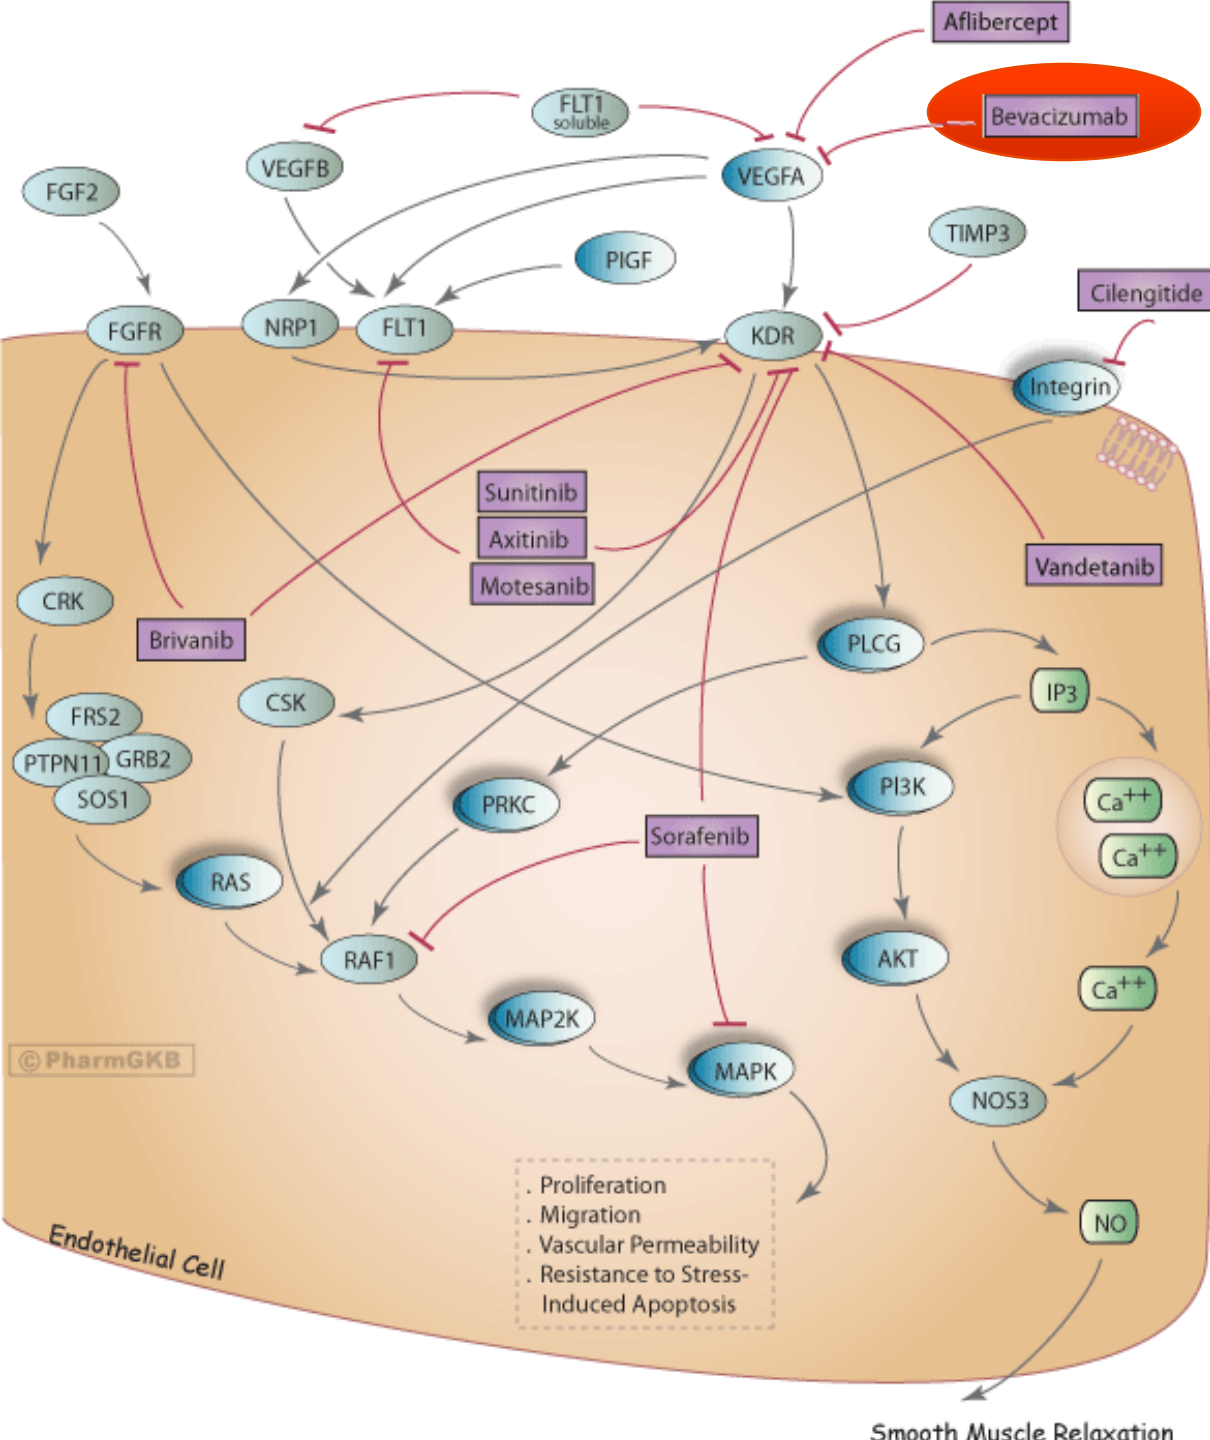 Aflibercept
Bevacizumab
FLT1
soluble
VEGFB
VEGFA
FGF2
TIMP3
PIGF
Cilengitide
FGFR
NRP1
FLT1
KDR
Integrin
Sunitinib
Axitinib
Motesanib
Vandetanib
CRK
Brivanib
PLCG
CSK
IP3
FRS2
PTPN11
GRB2
SOS1
PRKC
PI3K
Ca++
Ca++
Sorafenib
RAS
RAF1
AKT
Ca++
MAP2K
© PharmGKB
MAPK
NOS3
. Proliferation
. Migration
. Vascular Permeability
. Resistance to Stress-
Induced Apoptosis
NO
Endothelial Cell
Smooth Muscle Relaxation